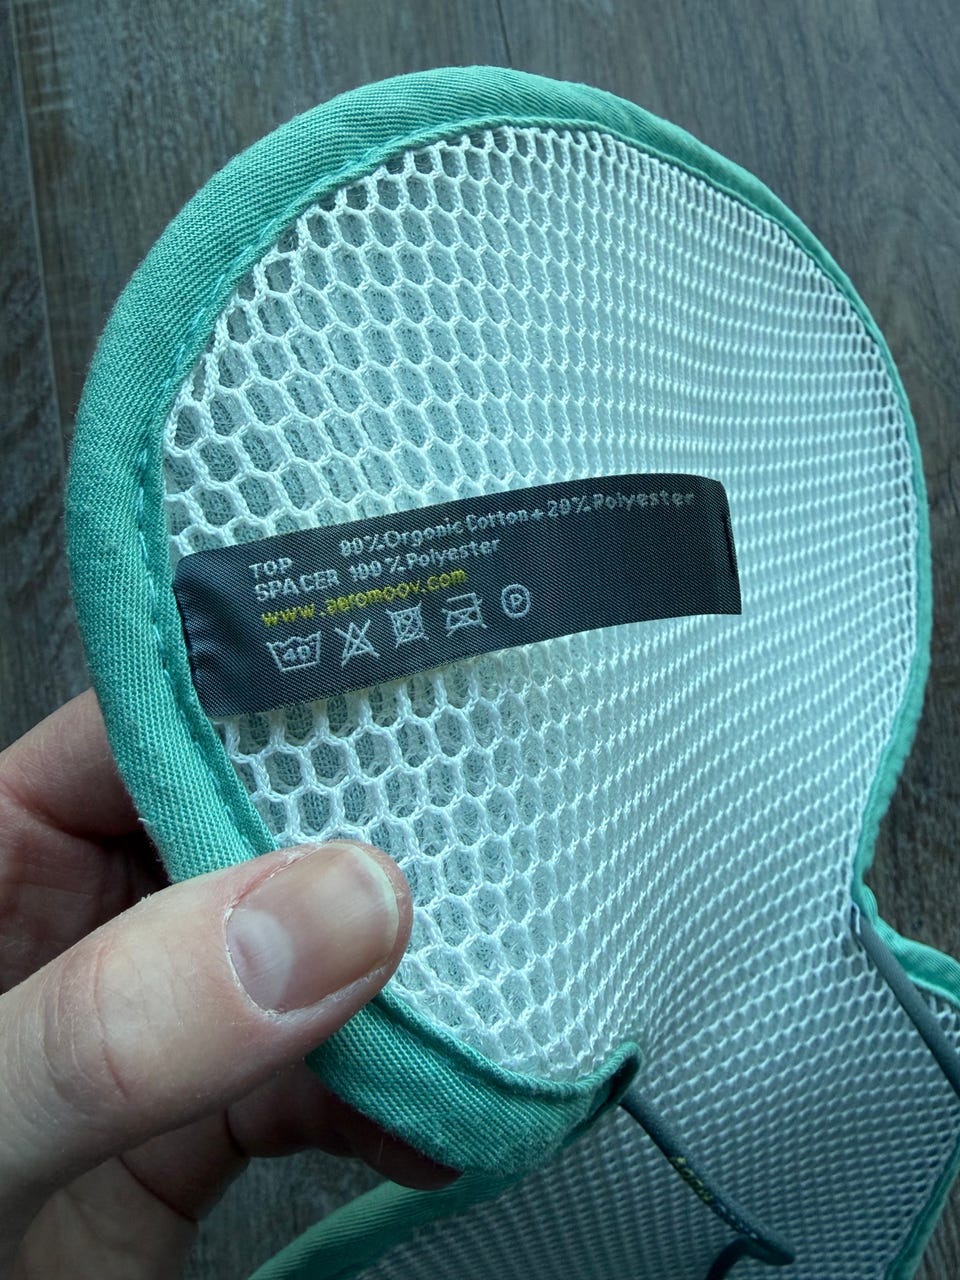 TOP 80%Organic Cotton+20%Polyester
SPACER 100%Polyester
www.aeromoov.com
40 P